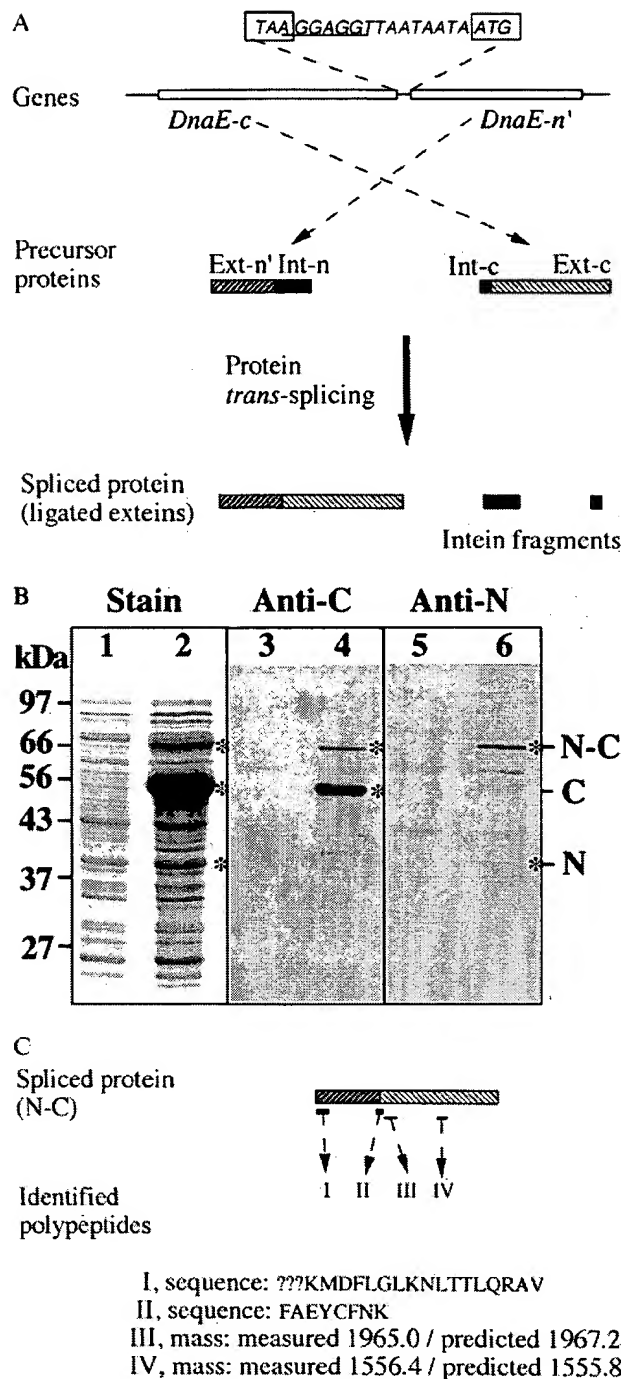 A
TAAGGAGGTTAATAATAATG
Genes
DnaE-c DnaE-n'
Precursor
proteins
Ext-n' Int-n Int-c Ext-c
Protein
trans-splicing
Spliced protein
(ligated exteins)
Intein fragments
B
Stain Anti-C Anti-N
kDa 1 2 3 4 5 6
97
66 * * * N-C
56
* * C
43
* * N
37
27
C
Spliced protein
(N-C)
I II III IV
Identified
polypeptides
I, sequence: ???KMDFLGLKNLTTLQRAV
II, sequence: FAEYCFNK
III, mass: measured 1965.0 / predicted 1967.2
IV, mass: measured 1556.4 / predicted 1555.8